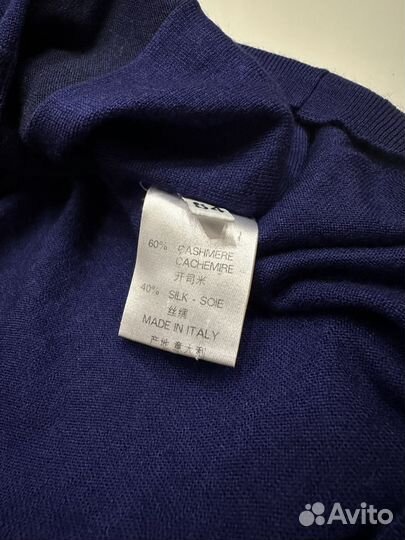 60% CASHMERE
CACHEMIRE
开司米
40% SILK - SOIE
丝绸
MADE IN ITALY
产地 意大利
Avito